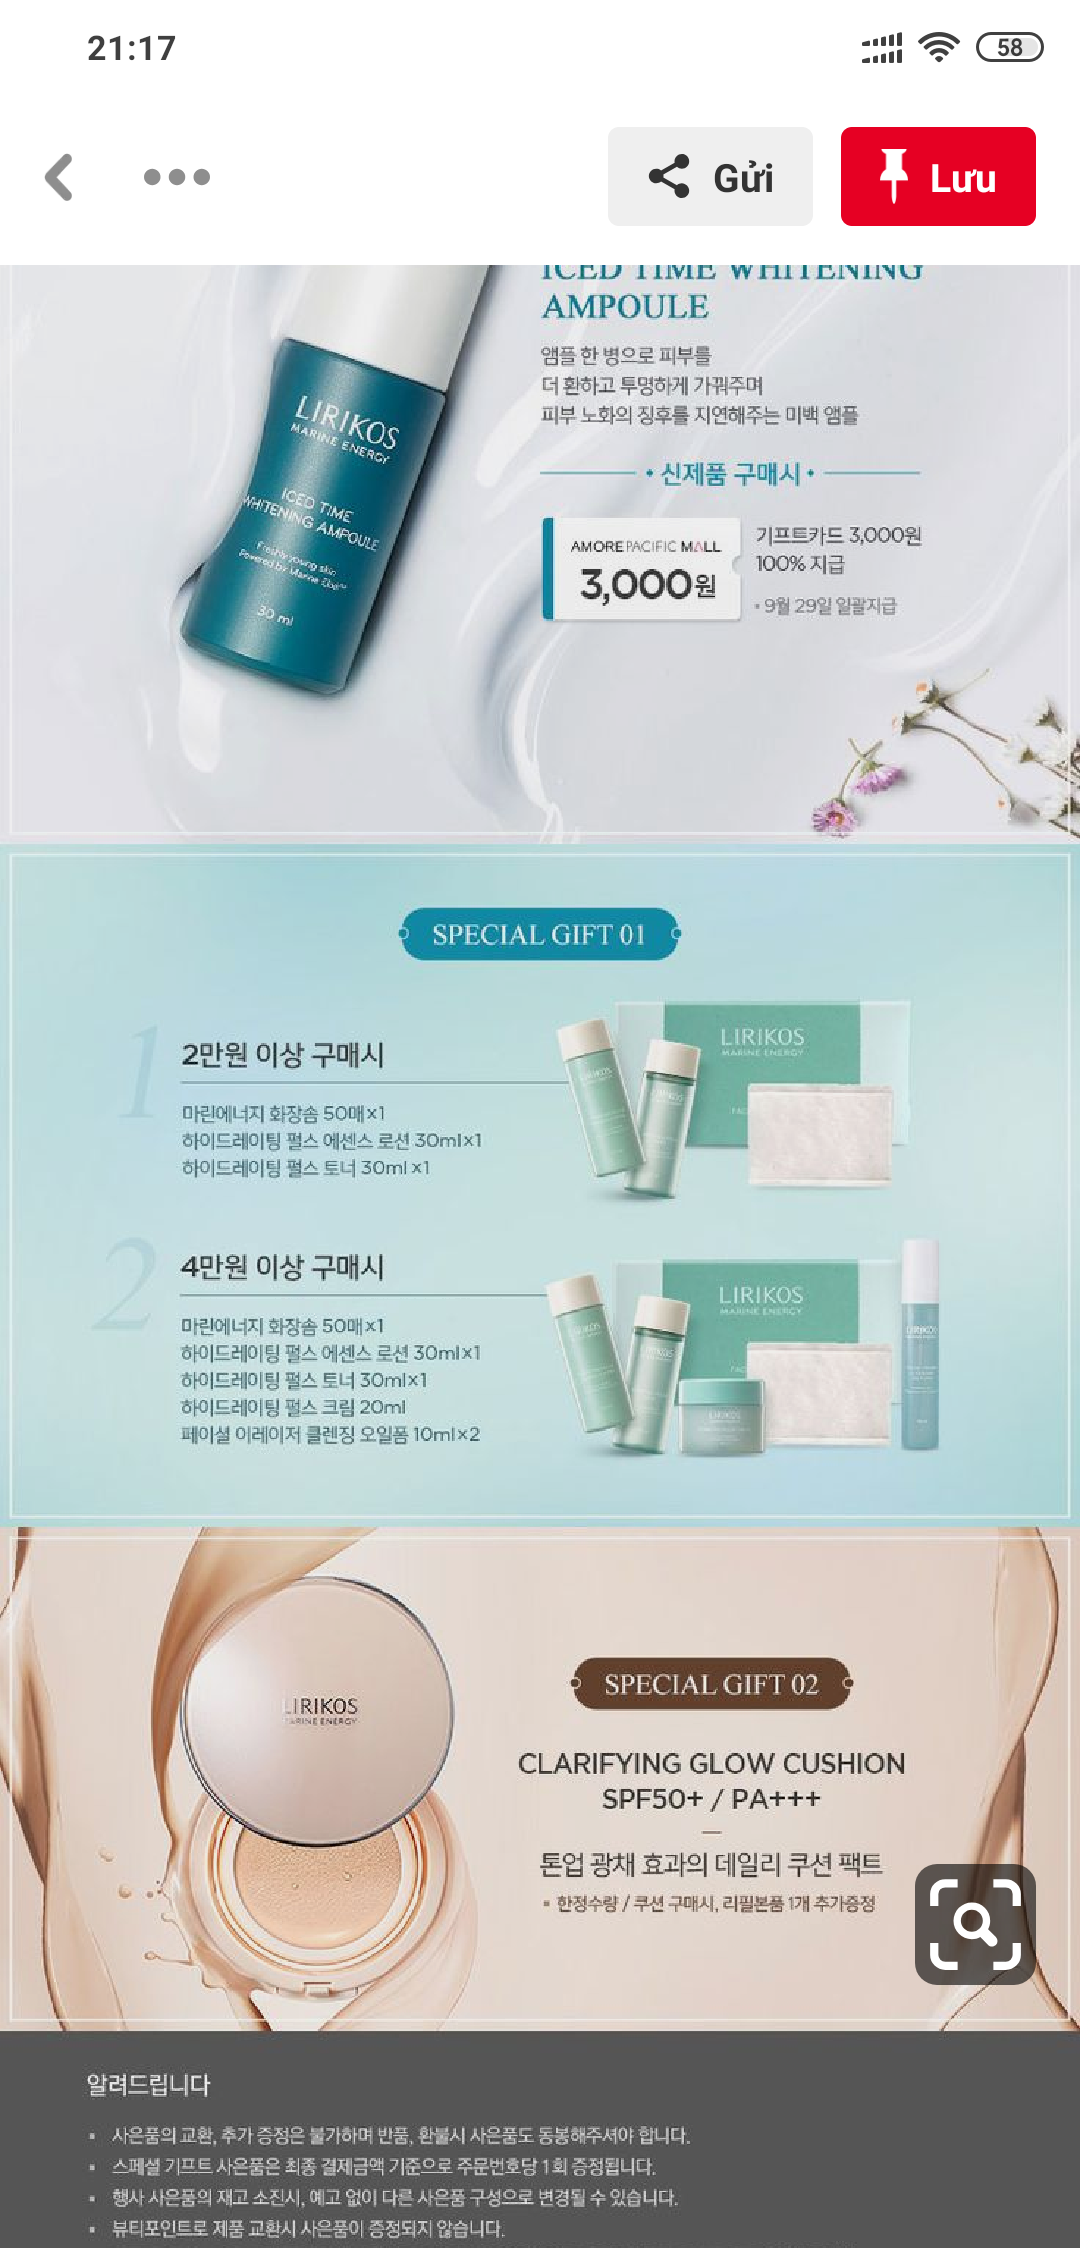 21:17
58
Gửi
Lưu
ICED TIME WHITENING
AMPOULE
앰플 한 병으로 피부를
더 환하고 투명하게 가꿔주며
피부 노화의 징후를 지연해주는 미백 앰플
• 신제품 구매시 •
AMOREPACIFIC MALL
3,000원
기프트카드 3,000원
100% 지급
• 9월 29일 일괄지급
LIRIKOS
MARINE ENERGY
ICED TIME
WHITENING AMPOULE
Freshly young skin
Powered by Marine Elixir™
30 ml
SPECIAL GIFT 01
1
2만원 이상 구매시
마린에너지 화장솜 50매×1
하이드레이팅 펄스 에센스 로션 30ml×1
하이드레이팅 펄스 토너 30ml×1
LIRIKOS
MARINE ENERGY
2
4만원 이상 구매시
마린에너지 화장솜 50매×1
하이드레이팅 펄스 에센스 로션 30ml×1
하이드레이팅 펄스 토너 30ml×1
하이드레이팅 펄스 크림 20ml
페이셜 이레이저 클렌징 오일폼 10ml×2
LIRIKOS
MARINE ENERGY
LIRIKOS
MARINE ENERGY
SPECIAL GIFT 02
CLARIFYING GLOW CUSHION
SPF50+ / PA+++
톤업 광채 효과의 데일리 쿠션 팩트
• 한정수량 / 쿠션 구매시, 리필본품 1개 추가증정
알려드립니다
• 사은품의 교환, 추가 증정은 불가하며 반품, 환불시 사은품도 동봉해주셔야 합니다.
• 스페셜 기프트 사은품은 최종 결제금액 기준으로 주문번호당 1회 증정됩니다.
• 행사 사은품의 재고 소진시, 예고 없이 다른 사은품 구성으로 변경될 수 있습니다.
• 뷰티포인트로 제품 교환시 사은품이 증정되지 않습니다.